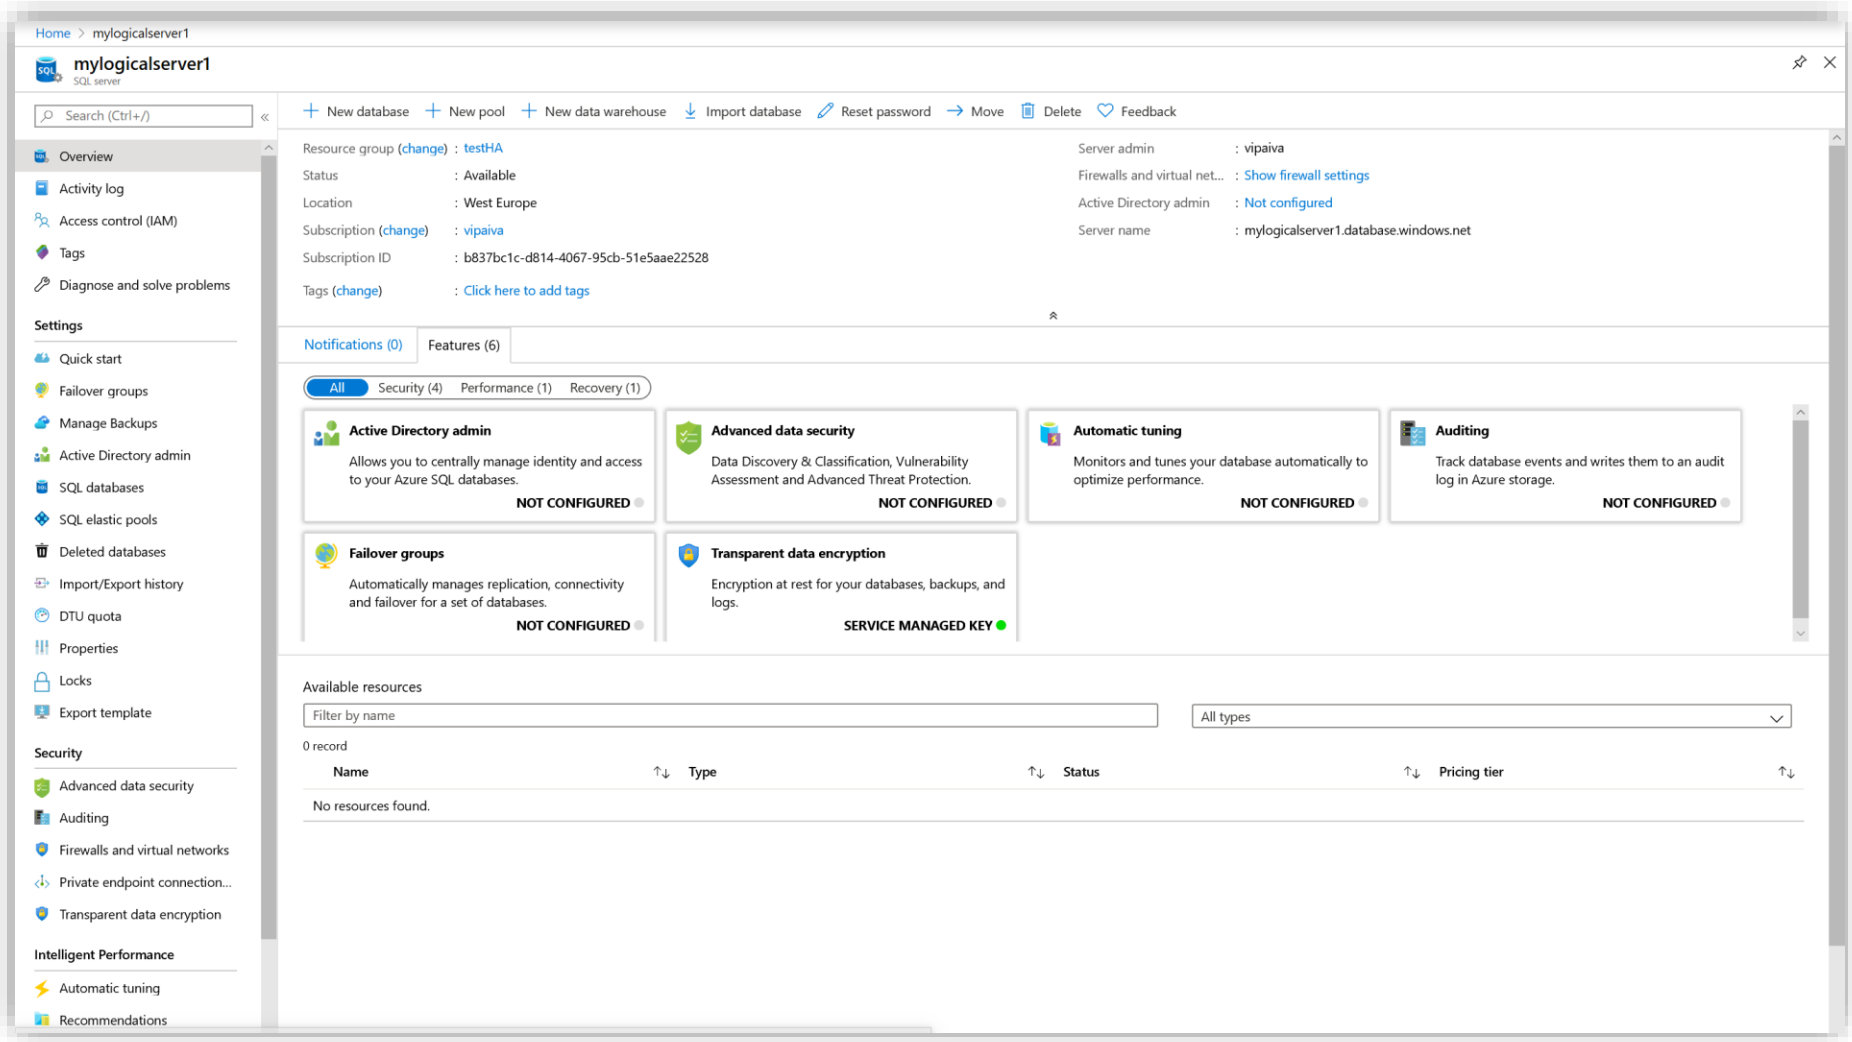 Home > mylogicalserver1
SQL
mylogicalserver1
SQL server
Search (Ctrl+/)
«
Overview
Activity log
Access control (IAM)
Tags
Diagnose and solve problems
Settings
Quick start
Failover groups
Manage Backups
Active Directory admin
SQL databases
SQL elastic pools
Deleted databases
Import/Export history
DTU quota
Properties
Locks
Export template
Security
Advanced data security
Auditing
Firewalls and virtual networks
Private endpoint connection...
Transparent data encryption
Intelligent Performance
Automatic tuning
Recommendations
New database New pool New data warehouse Import database Reset password Move Delete Feedback
Resource group (change) : testHA
Status : Available
Location : West Europe
Subscription (change) : vipaiva
Subscription ID : b837bc1c-d814-4067-95cb-51e5aae22528
Tags (change) : Click here to add tags
Server admin : vipaiva
Firewalls and virtual net... : Show firewall settings
Active Directory admin : Not configured
Server name : mylogicalserver1.database.windows.net
Notifications (0) Features (6)
All Security (4) Performance (1) Recovery (1)
Active Directory admin
Allows you to centrally manage identity and access
to your Azure SQL databases.
NOT CONFIGURED
Advanced data security
Data Discovery & Classification, Vulnerability
Assessment and Advanced Threat Protection.
NOT CONFIGURED
Automatic tuning
Monitors and tunes your database automatically to
optimize performance.
NOT CONFIGURED
Auditing
Track database events and writes them to an audit
log in Azure storage.
NOT CONFIGURED
Failover groups
Automatically manages replication, connectivity
and failover for a set of databases.
NOT CONFIGURED
Transparent data encryption
Encryption at rest for your databases, backups, and
logs.
SERVICE MANAGED KEY
Available resources
Filter by name
All types
0 record
Name Type Status Pricing tier
No resources found.